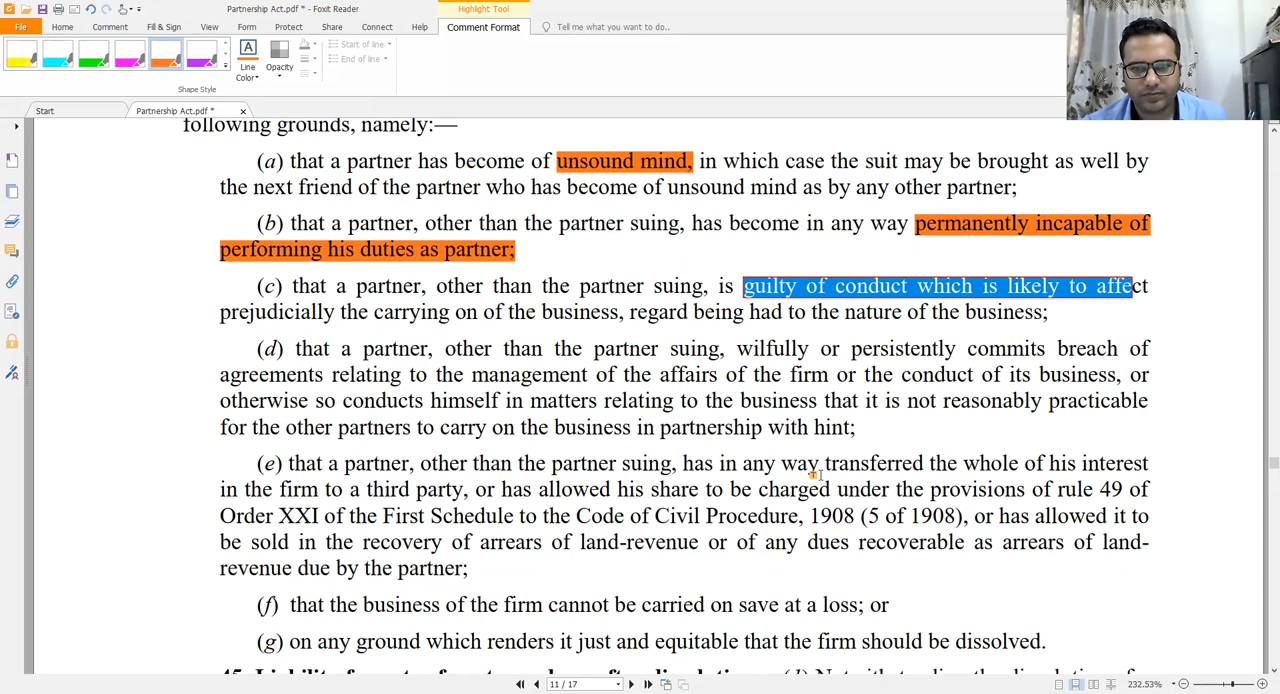 Partnership Act.pdf * - Foxit Reader
Highlight Tool
File
Home
Comment
Fill & Sign
View
Form
Protect
Share
Connect
Help
Comment Format
Tell me what you want to do..
Line
Color
Opacity
Start of line
End of line
Shape Style
Start
Partnership Act.pdf *
following grounds, namely:—
(a) that a partner has become of unsound mind, in which case the suit may be brought as well by
the next friend of the partner who has become of unsound mind as by any other partner;
(b) that a partner, other than the partner suing, has become in any way permanently incapable of
performing his duties as partner;
(c) that a partner, other than the partner suing, is guilty of conduct which is likely to affect
prejudicially the carrying on of the business, regard being had to the nature of the business;
(d) that a partner, other than the partner suing, wilfully or persistently commits breach of
agreements relating to the management of the affairs of the firm or the conduct of its business, or
otherwise so conducts himself in matters relating to the business that it is not reasonably practicable
for the other partners to carry on the business in partnership with hint;
(e) that a partner, other than the partner suing, has in any way transferred the whole of his interest
in the firm to a third party, or has allowed his share to be charged under the provisions of rule 49 of
Order XXI of the First Schedule to the Code of Civil Procedure, 1908 (5 of 1908), or has allowed it to
be sold in the recovery of arrears of land-revenue or of any dues recoverable as arrears of land-
revenue due by the partner;
(f) that the business of the firm cannot be carried on save at a loss; or
(g) on any ground which renders it just and equitable that the firm should be dissolved.
11 / 17
232.53%